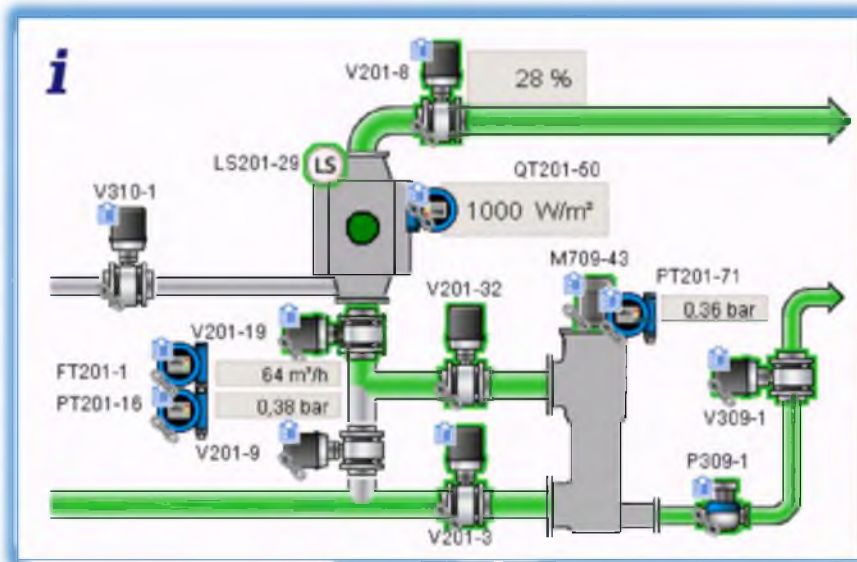 i
V201-8
28 %
LS201-29
LS
QT201-50
1000 W/m²
V310-1
M709-43
PT201-71
0.36 bar
V201-32
V201-19
FT201-1
64 m³/h
PT201-16
0,38 bar
V201-9
V309-1
P309-1
V201-3